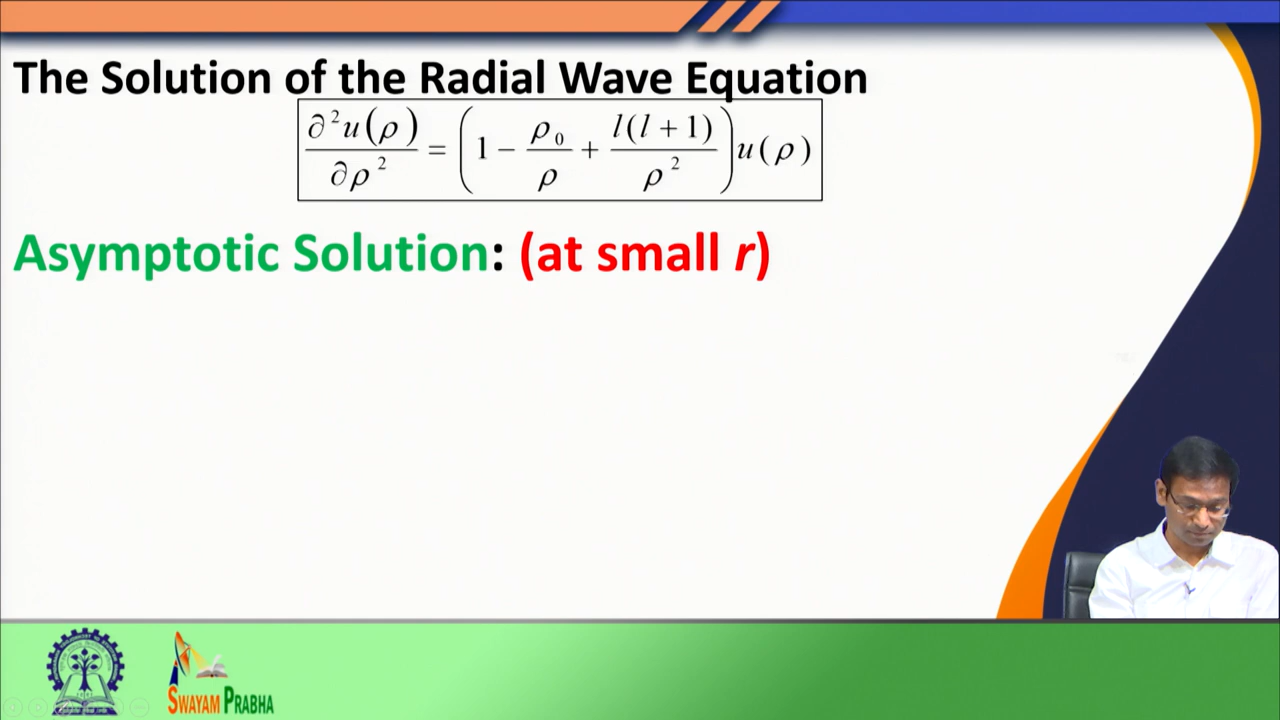 The Solution of the Radial Wave Equation
∂²u(ρ)/∂ρ² = (1 − ρ₀/ρ + l(l + 1)/ρ²) u(ρ)
Asymptotic Solution: (at small r)
SWAYAM PRABHA